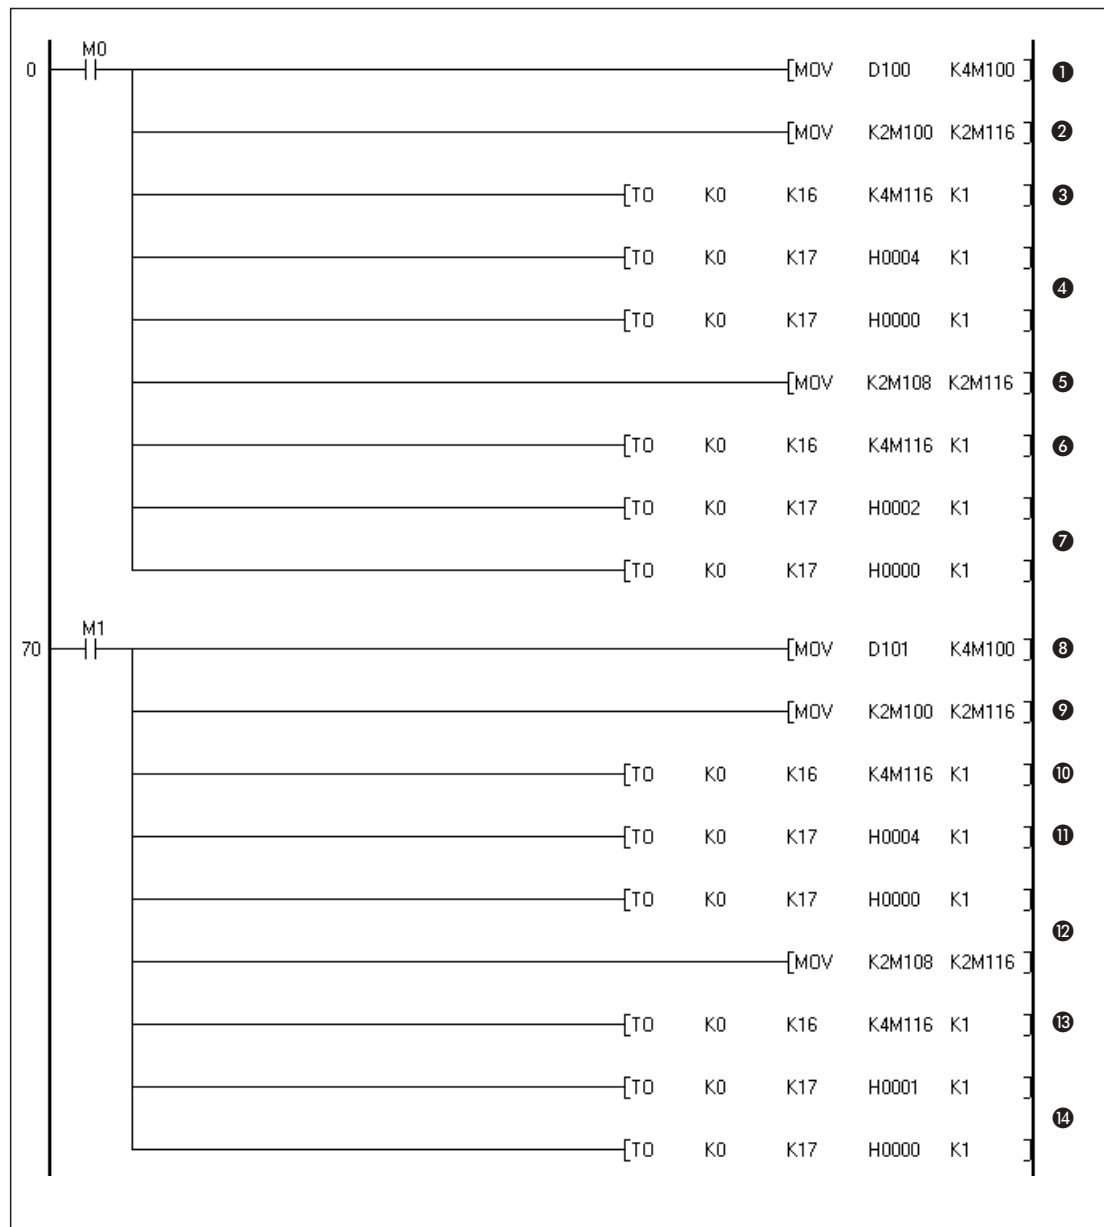 M0
0 [MOV D100 K4M100 ] ❶
[MOV K2M100 K2M116 ] ❷
[TO K0 K16 K4M116 K1 ] ❸
[TO K0 K17 H0004 K1 ]
❹
[TO K0 K17 H0000 K1 ]
[MOV K2M108 K2M116 ] ❺
[TO K0 K16 K4M116 K1 ] ❻
[TO K0 K17 H0002 K1 ]
❼
[TO K0 K17 H0000 K1 ]
M1
70 [MOV D101 K4M100 ] ❽
[MOV K2M100 K2M116 ] ❾
[TO K0 K16 K4M116 K1 ] ❿
[TO K0 K17 H0004 K1 ] ⓫
[TO K0 K17 H0000 K1 ]
⓬
[MOV K2M108 K2M116 ]
[TO K0 K16 K4M116 K1 ] ⓭
[TO K0 K17 H0001 K1 ]
⓮
[TO K0 K17 H0000 K1 ]